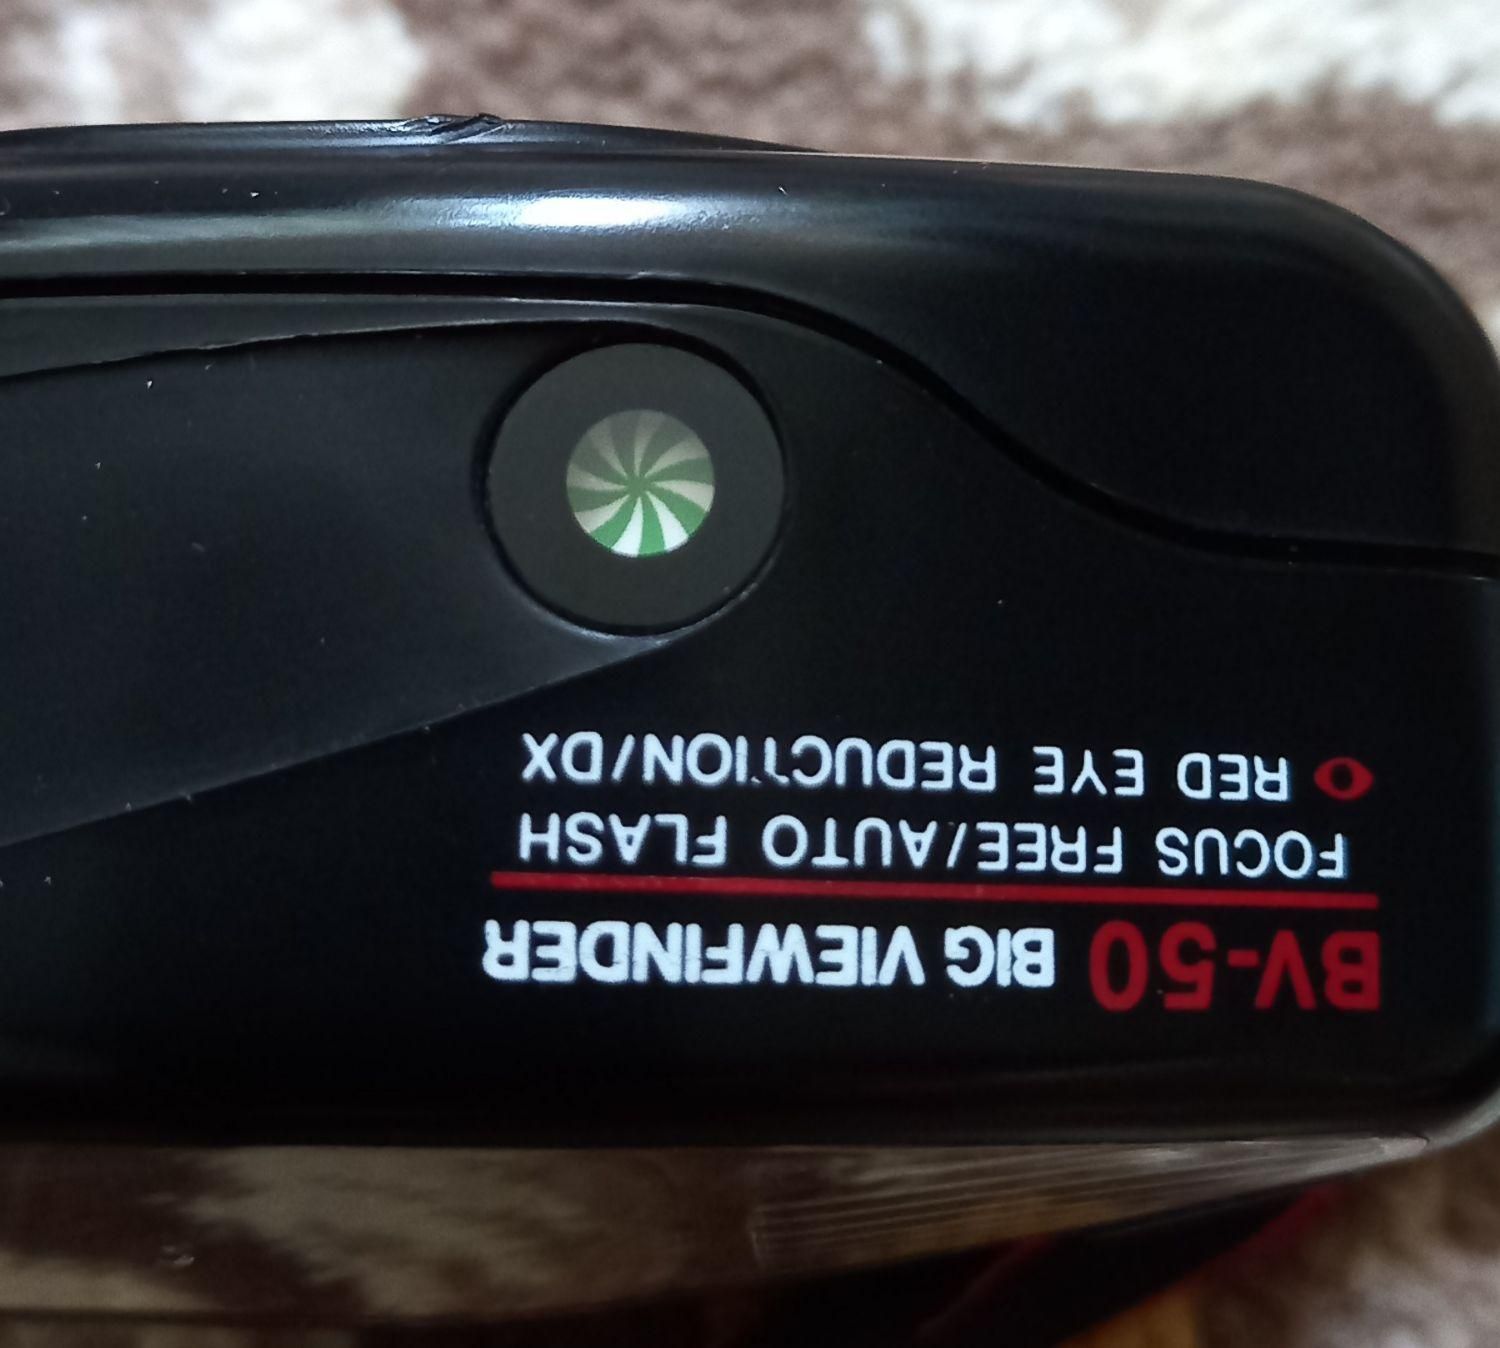 BV-50 BIG VIEWFINDER
FOCUS FREE/AUTO FLASH
RED EYE REDUCTION/DX